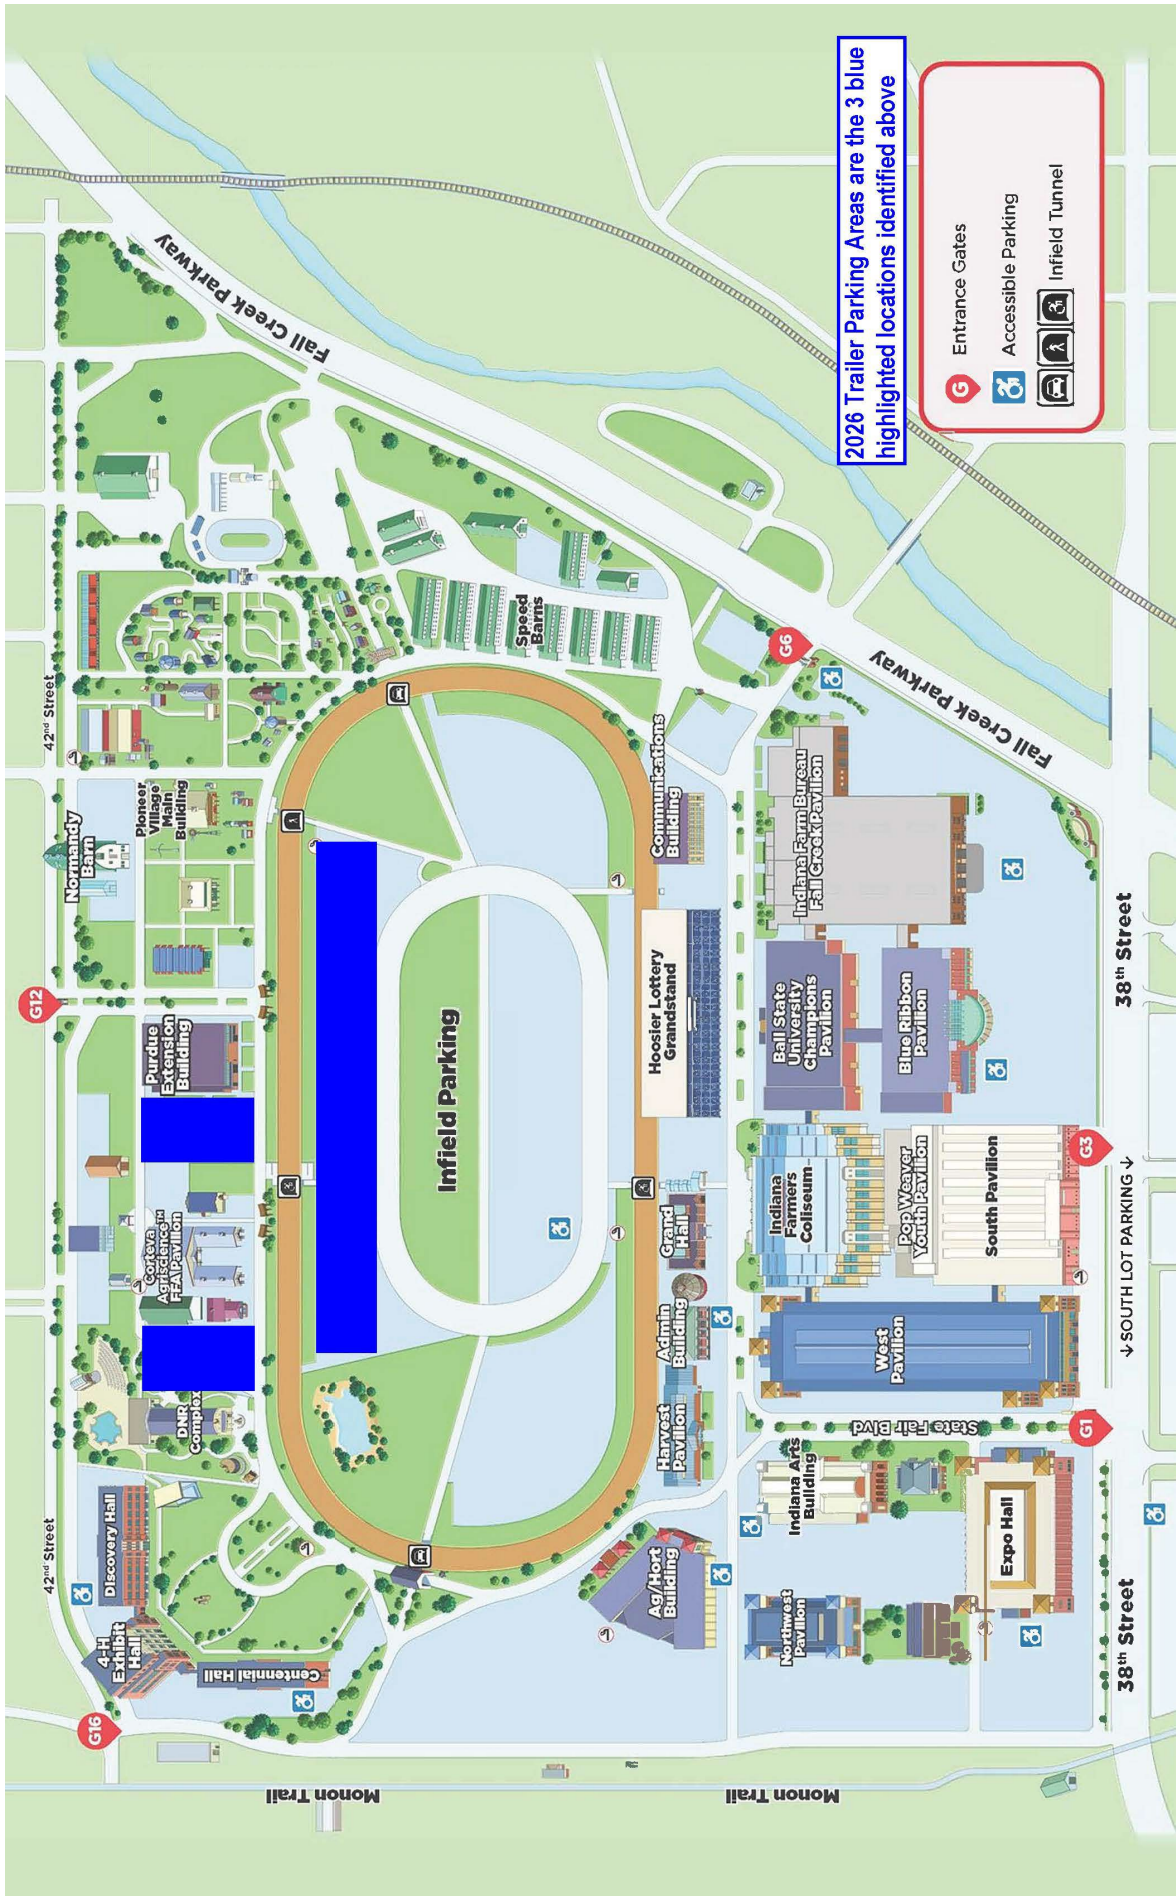 42nd Street
42nd Street
G16
G12
4-H
Exhibit
Hall
Discovery Hall
Centennial Hall
DNR
Complex
Corteva
Agriscience™
FFA Pavilion
Purdue
Extension
Building
Normandy
Barn
Pioneer
Village
Main
Building
Fall Creek Parkway
Speed
Barns
Infield Parking
Monon Trail
Monon Trail
Ag/Hort
Building
Harvest
Pavilion
Admin
Building
Grand
Hall
Hoosier Lottery
Grandstand
Communications
Building
G6
Fall Creek Parkway
Northwest
Pavilion
Indiana Arts
Building
Expo Hall
State Fair Blvd
G1
West
Pavilion
Indiana
Farmers
Coliseum
Pop Weaver
Youth Pavilion
South Pavilion
G3
Ball State
University
Champions
Pavilion
Blue Ribbon
Pavilion
Indiana Farm Bureau
Fall Creek Pavilion
38th Street
↓ SOUTH LOT PARKING ↓
38th Street
2026 Trailer Parking Areas are the 3 blue
highlighted locations identified above
G Entrance Gates
Accessible Parking
Infield Tunnel